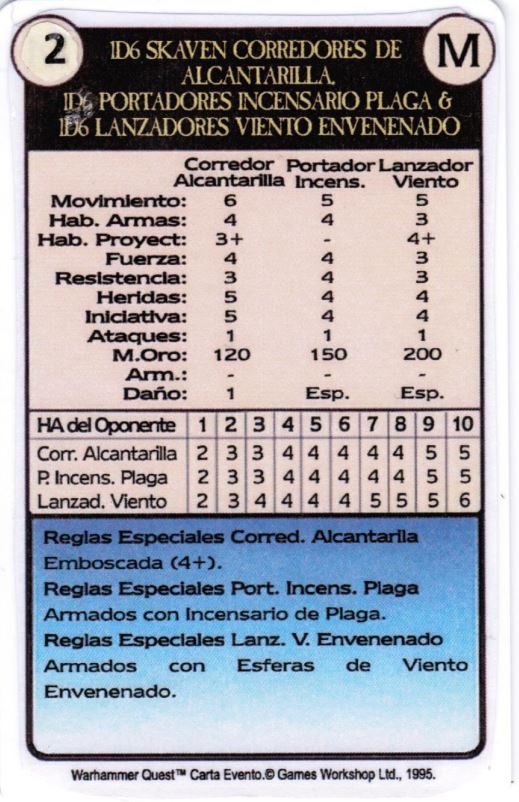 2
1D6 SKAVEN CORREDORES DE
ALCANTARILLA,
1D6 PORTADORES INCENSARIO PLAGA &
1D6 LANZADORES VIENTO ENVENENADO
M
Corredor Portador Lanzador
Alcantarilla Incens. Viento
Movimiento: 6 5 5
Hab. Armas: 4 4 3
Hab. Proyect: 3+ - 4+
Fuerza: 4 4 3
Resistencia: 3 4 3
Heridas: 5 4 4
Iniciativa: 5 4 4
Ataques: 1 1 1
M.Oro: 120 150 200
Arm.: - - -
Daño: 1 Esp. Esp.
HA del Oponente 1 2 3 4 5 6 7 8 9 10
Corr. Alcantarilla 2 3 3 4 4 4 4 4 5 5
P. Incens. Plaga 2 3 3 4 4 4 4 4 5 5
Lanzad. Viento 2 3 4 4 4 4 5 5 5 6
Reglas Especiales Corred. Alcantarlla
Emboscada (4+).
Reglas Especiales Port. Incens. Plaga
Armados con Incensario de Plaga.
Reglas Especiales Lanz. V. Envenenado
Armados con Esferas de Viento
Envenenado.
Warhammer Quest™ Carta Evento.© Games Workshop Ltd., 1995.